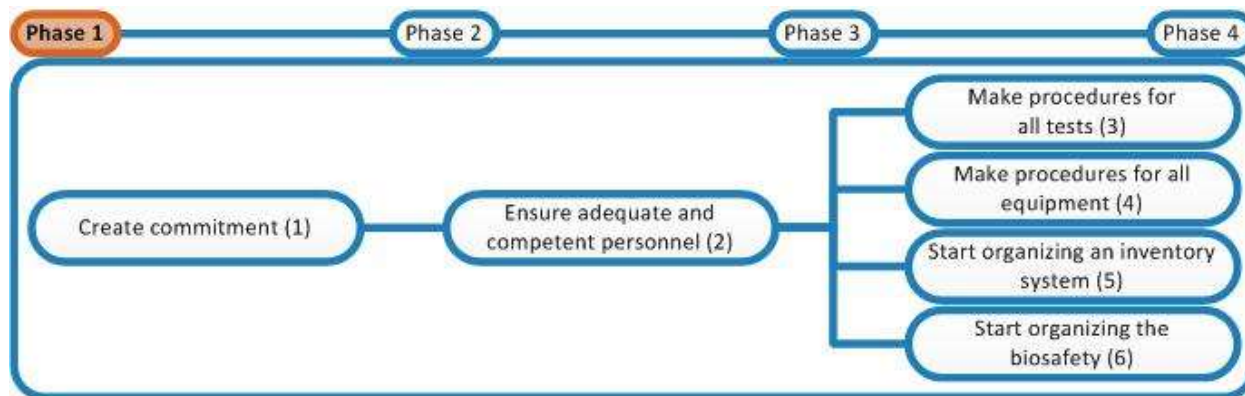 Phase 1
Phase 2
Phase 3
Phase 4
Create commitment (1)
Ensure adequate and
competent personnel (2)
Make procedures for
all tests (3)
Make procedures for all
equipment (4)
Start organizing an inventory
system (5)
Start organizing the
biosafety (6)